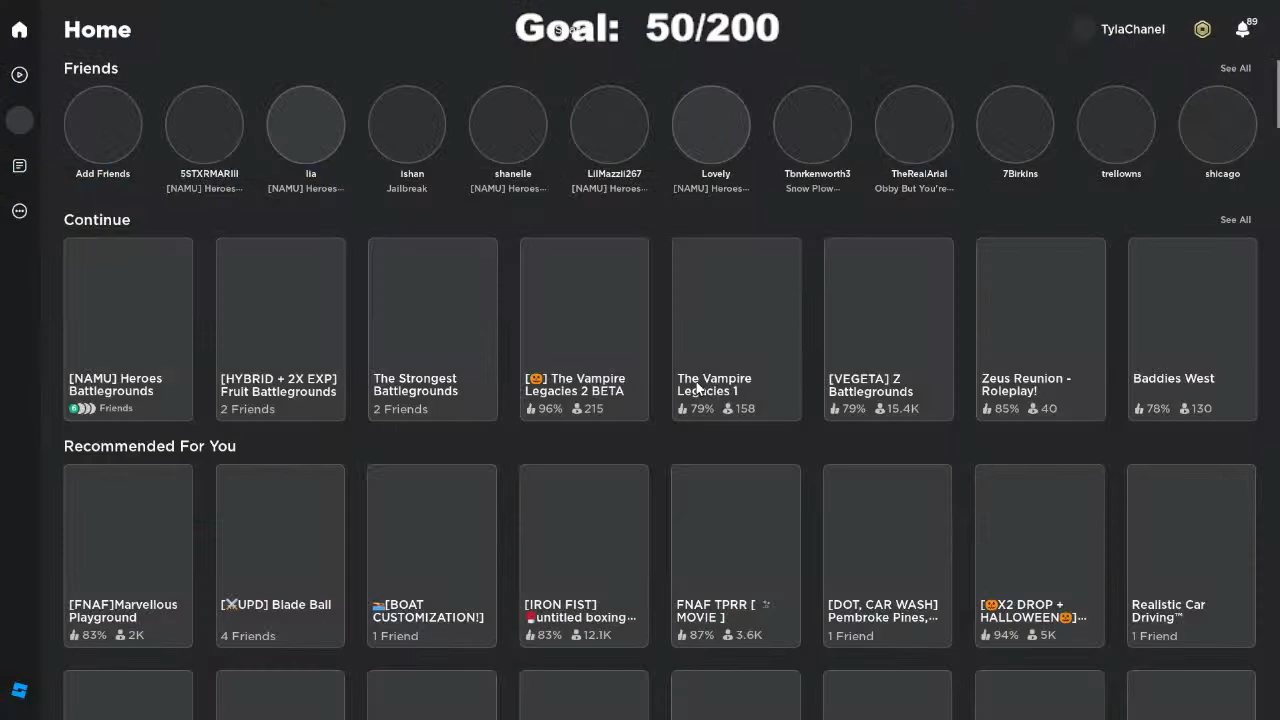 Home
Goal: 50/200
TylaChanel
89
Friends
See All
Add Friends
5STXRMARIII
lia
ishan
shanelle
LilMazzii267
Lovely
Tbnrkenworth3
TheRealArial
7Birkins
trellowns
shicago
[NAMU] Heroes...
[NAMU] Heroes...
Jailbreak
[NAMU] Heroes...
[NAMU] Heroes...
[NAMU] Heroes...
Snow Plow...
Obby But You're...
Continue
See All
[NAMU] Heroes
Battlegrounds
6 Friends
[HYBRID + 2X EXP]
Fruit Battlegrounds
2 Friends
The Strongest
Battlegrounds
2 Friends
[🎃] The Vampire
Legacies 2 BETA
96% 215
The Vampire
Legacies 1
79% 158
[VEGETA] Z
Battlegrounds
79% 15.4K
Zeus Reunion -
Roleplay!
85% 40
Baddies West
78% 130
Recommended For You
[FNAF]Marvellous
Playground
83% 2K
[⚔️UPD] Blade Ball
4 Friends
[BOAT
CUSTOMIZATION!]
1 Friend
[IRON FIST]
🥊untitled boxing...
83% 12.1K
FNAF TPRR [
MOVIE ]
87% 3.6K
[DOT, CAR WASH]
Pembroke Pines,...
1 Friend
[🎃X2 DROP +
HALLOWEEN🎃]...
94% 5K
Realistic Car
Driving™
1 Friend